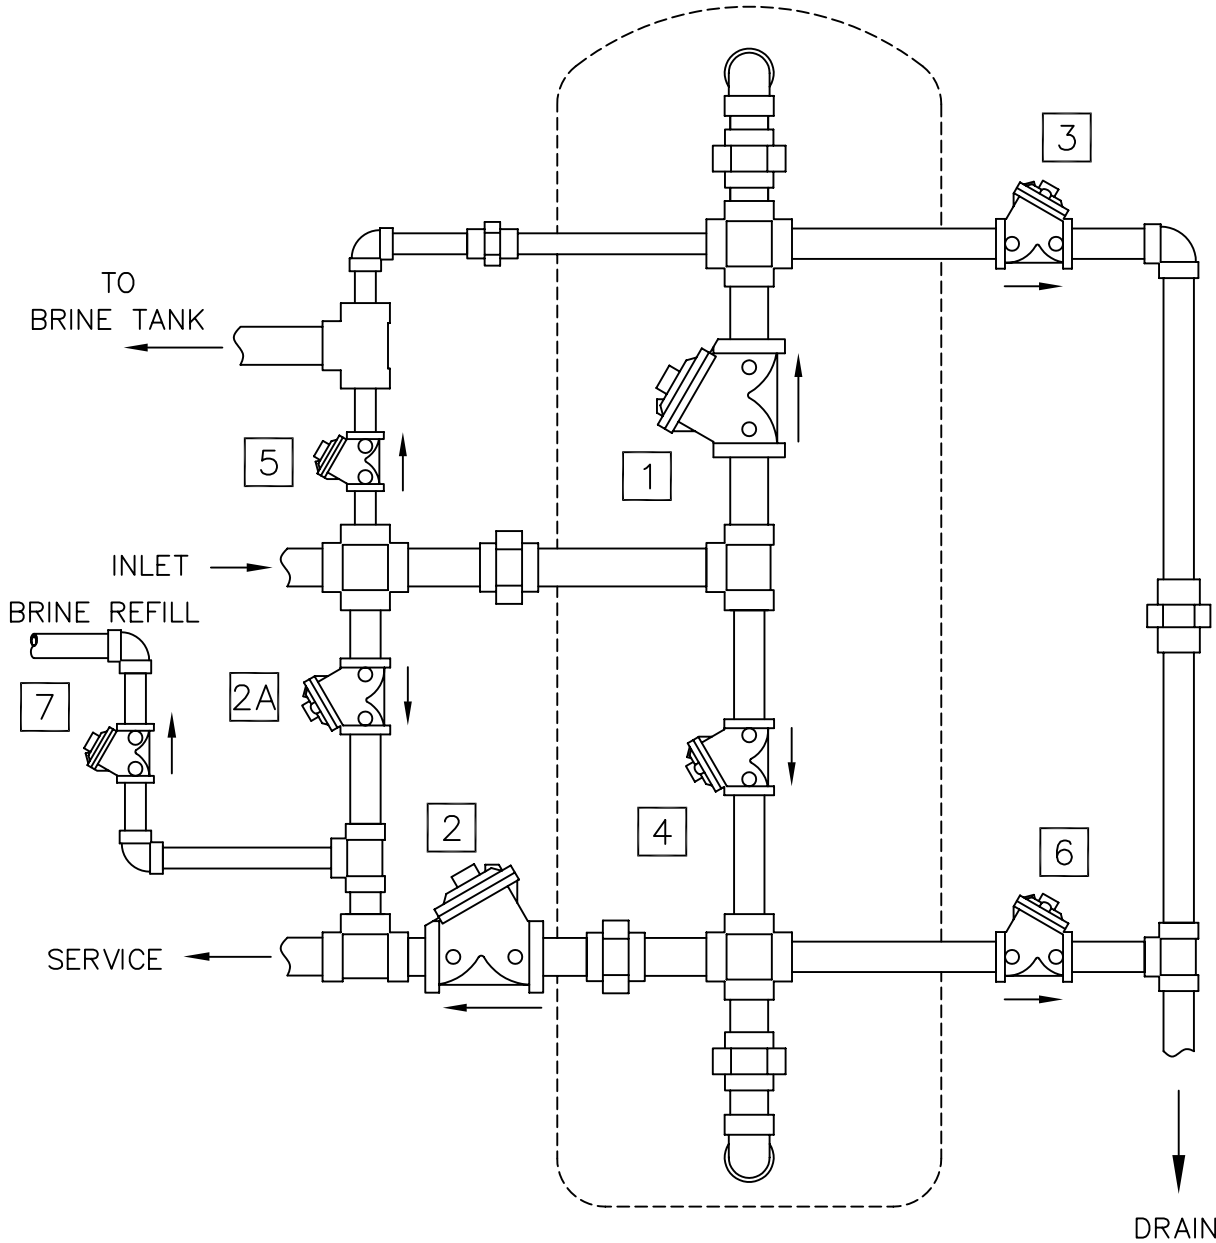 3
TO
BRINE TANK
5
1
INLET
BRINE REFILL
7
2A
2
4
6
SERVICE
DRAIN